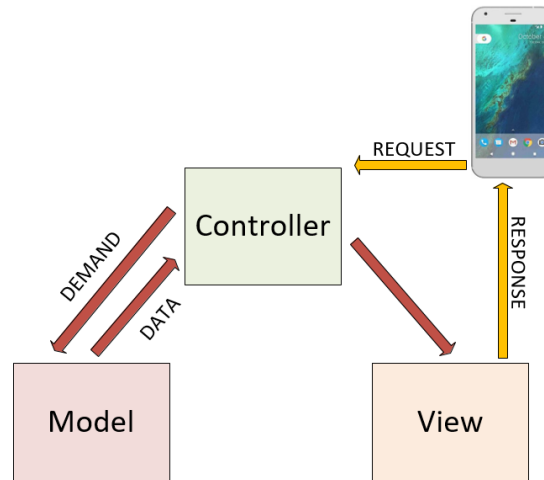 REQUEST
Controller
DEMAND
DATA
RESPONSE
Model
View